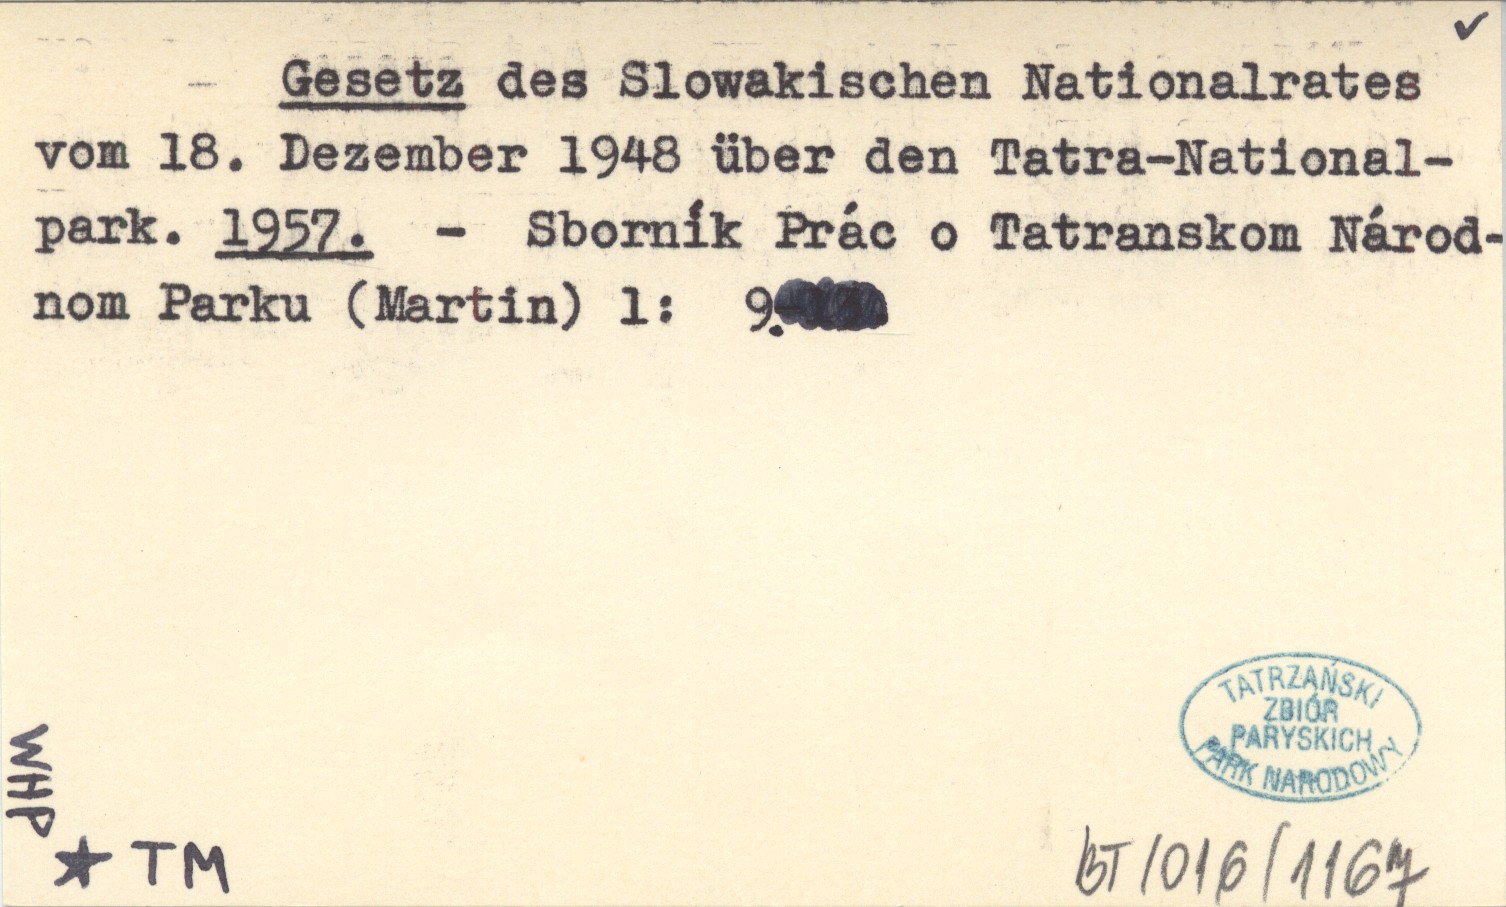 ✓
- Gesetz des Slowakischen Nationalrates
vom 18. Dezember 1948 über den Tatra-National-
park. 1957. - Sborník Prác o Tatranskom Národ-
nom Parku (Martin) 1: 9.
TATRZAŃSKI
ZBIÓR
PARYSKICH
PARK NARODOWY
WHP
★ TM
BT/016/1167